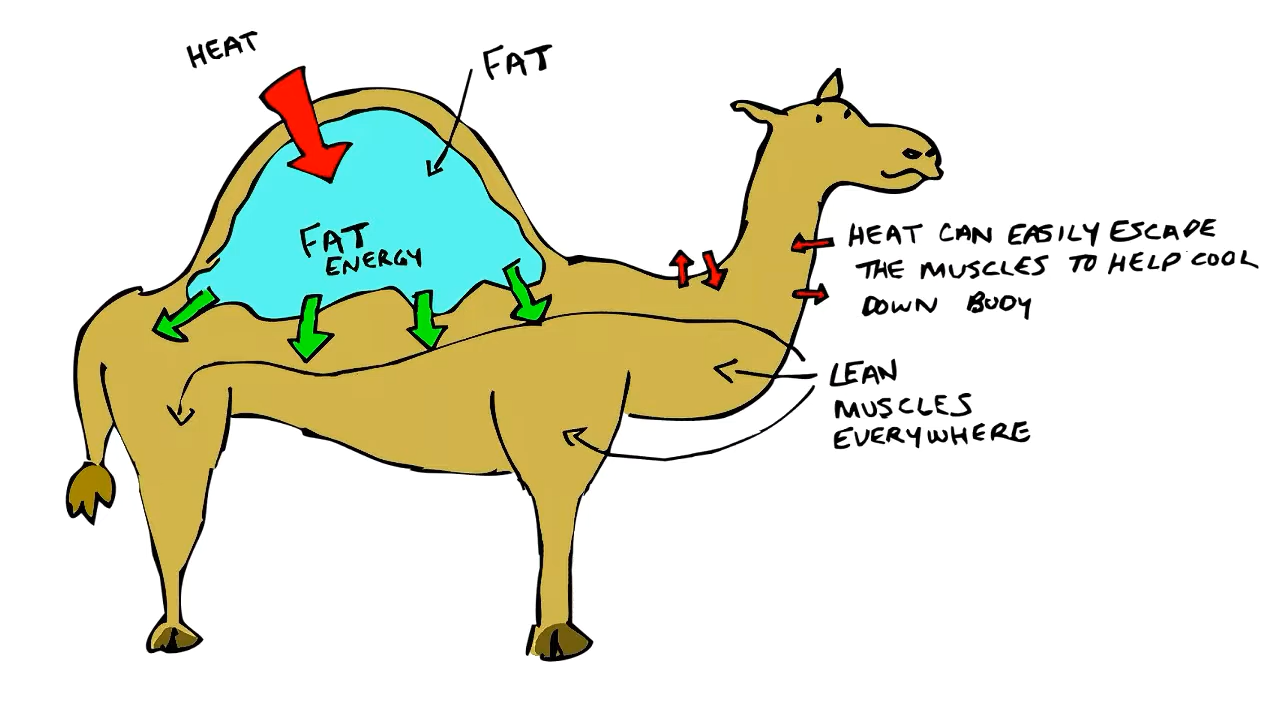 HEAT
FAT
FAT
ENERGY
HEAT CAN EASILY ESCAPE
THE MUSCLES TO HELP COOL
DOWN BODY
LEAN
MUSCLES
EVERYWHERE